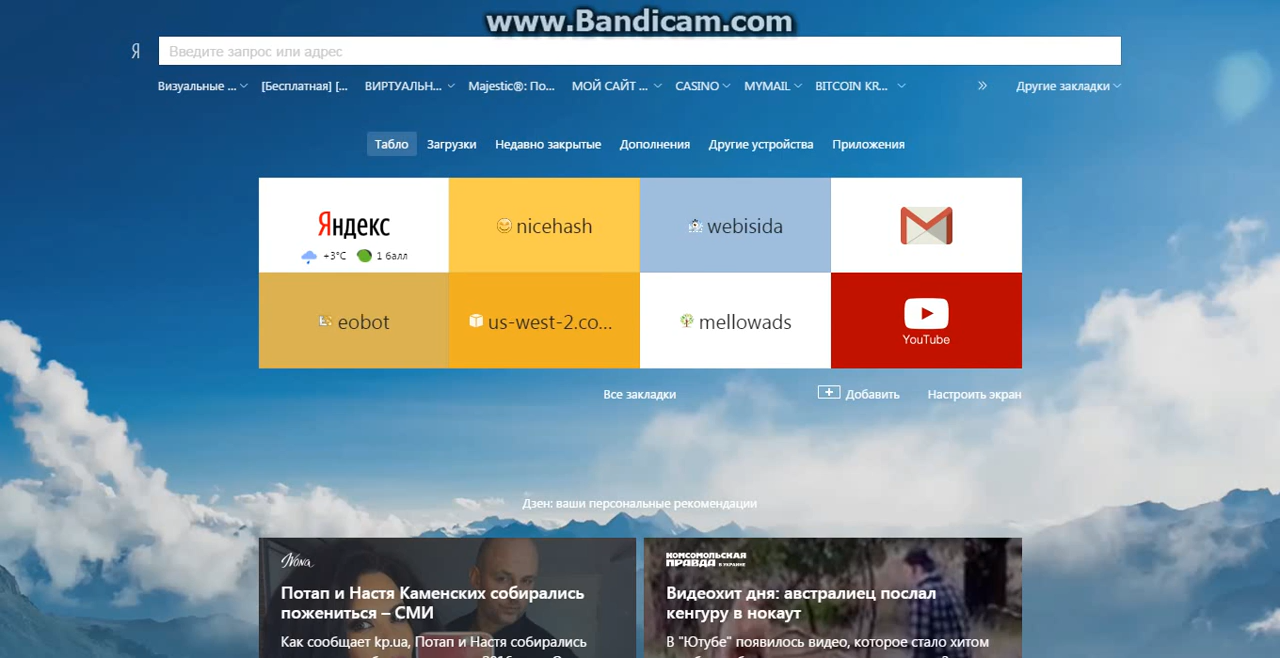 www.Bandicam.com
Я
Введите запрос или адрес
Визуальные ... [Бесплатная] [... ВИРТУАЛЬН... Majestic®: По... МОЙ САЙТ ... CASINO MYMAIL BITCOIN KR... » Другие закладки
Табло Загрузки Недавно закрытые Дополнения Другие устройства Приложения
Яндекс
+3°C 1 балл
nicehash
webisida
eobot
us-west-2.co...
mellowads
YouTube
Все закладки
Добавить
Настроить экран
Дзен: ваши персональные рекомендации
Nona
Потап и Настя Каменских собирались
пожениться – СМИ
Как сообщает kp.ua, Потап и Настя собирались
КОМСОМОЛЬСКАЯ
ПРАВДА В УКРАИНЕ
Видеохит дня: австралиец послал
кенгуру в нокаут
В "Ютубе" появилось видео, которое стало хитом